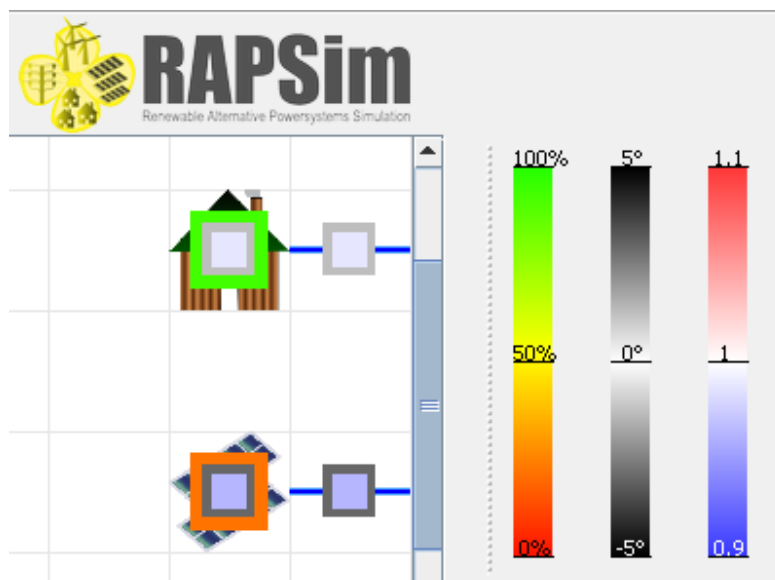 RAPSim
Renewable Alternative Powersystems Simulation
100% 5° 1.1
50% 0° 1
0% -5° 0.9